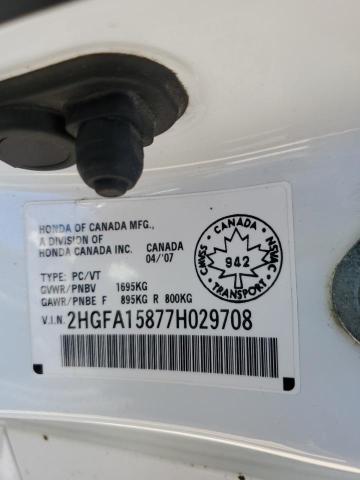 HONDA OF CANADA MFG.,
A DIVISION OF
HONDA CANADA INC. CANADA
04/'07
TYPE: PC/VT
GVWR/PNBV 1695KG
GAWR/PNBE F 895KG R 800KG
V.I.N. 2HGFA15877H029708
CANADA
CMVSS
942
NSVAC
TRANSPORT